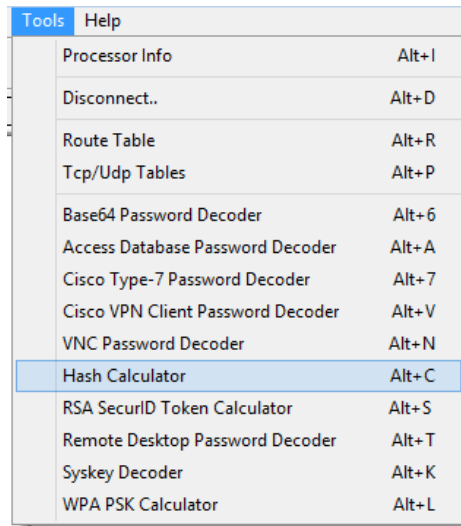 Tools Help
Processor Info Alt+I
Disconnect.. Alt+D
Route Table Alt+R
Tcp/Udp Tables Alt+P
Base64 Password Decoder Alt+6
Access Database Password Decoder Alt+A
Cisco Type-7 Password Decoder Alt+7
Cisco VPN Client Password Decoder Alt+V
VNC Password Decoder Alt+N
Hash Calculator Alt+C
RSA SecurID Token Calculator Alt+S
Remote Desktop Password Decoder Alt+T
Syskey Decoder Alt+K
WPA PSK Calculator Alt+L